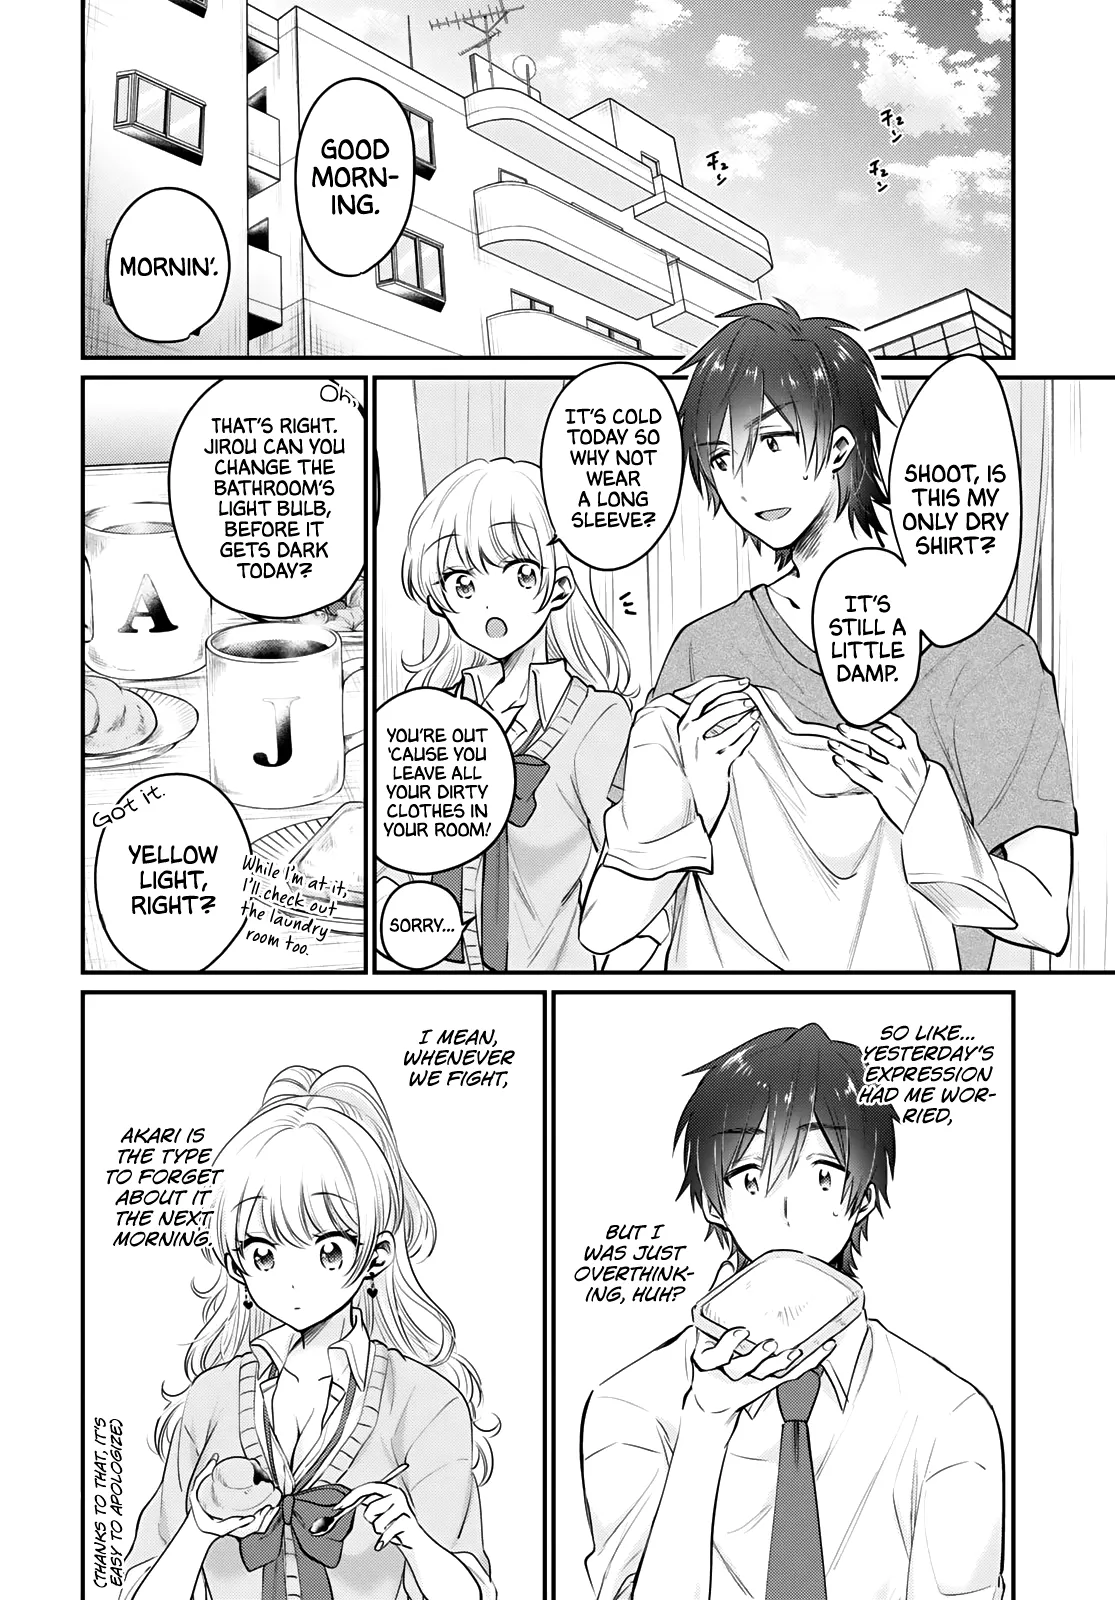 チュン
チュン
チュン
GOOD
MORN-
ING.
MORNIN'.
SHOOT, IS
THIS MY
ONLY DRY
SHIRT?
IT'S
STILL A
LITTLE
DAMP.
IT'S COLD
TODAY SO
WHY NOT
WEAR
A LONG
SLEEVE?
YOU'RE OUT
'CAUSE YOU
LEAVE ALL
YOUR DIRTY
CLOTHES IN
YOUR ROOM!
SORRY...
Oh,
THAT'S RIGHT.
JIROU CAN YOU
CHANGE THE
BATHROOM'S
LIGHT BULB,
BEFORE IT
GETS DARK
TODAY?
A
J
Got it.
YELLOW
LIGHT,
RIGHT?
While I'm at it,
I'll check out
the laundry
room too.
SO LIKE...
YESTERDAY'S
EXPRESSION
HAD ME WOR-
RIED,
BUT I
WAS JUST
OVERTHINK-
ING, HUH?
I MEAN,
WHENEVER
WE FIGHT,
AKARI IS
THE TYPE
TO FORGET
ABOUT IT
THE NEXT
MORNING.
(THANKS TO THAT, IT'S
EASY TO APOLOGIZE)